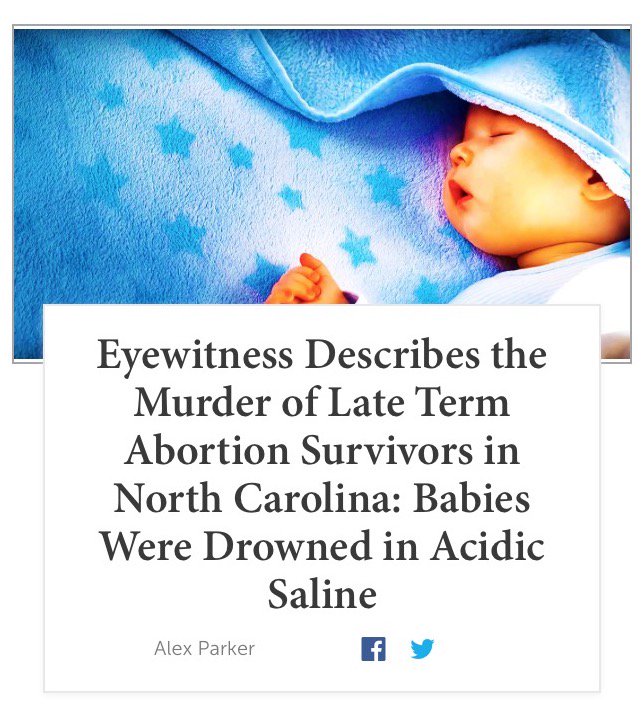 Eyewitness Describes the
Murder of Late Term
Abortion Survivors in
North Carolina: Babies
Were Drowned in Acidic
Saline
Alex Parker